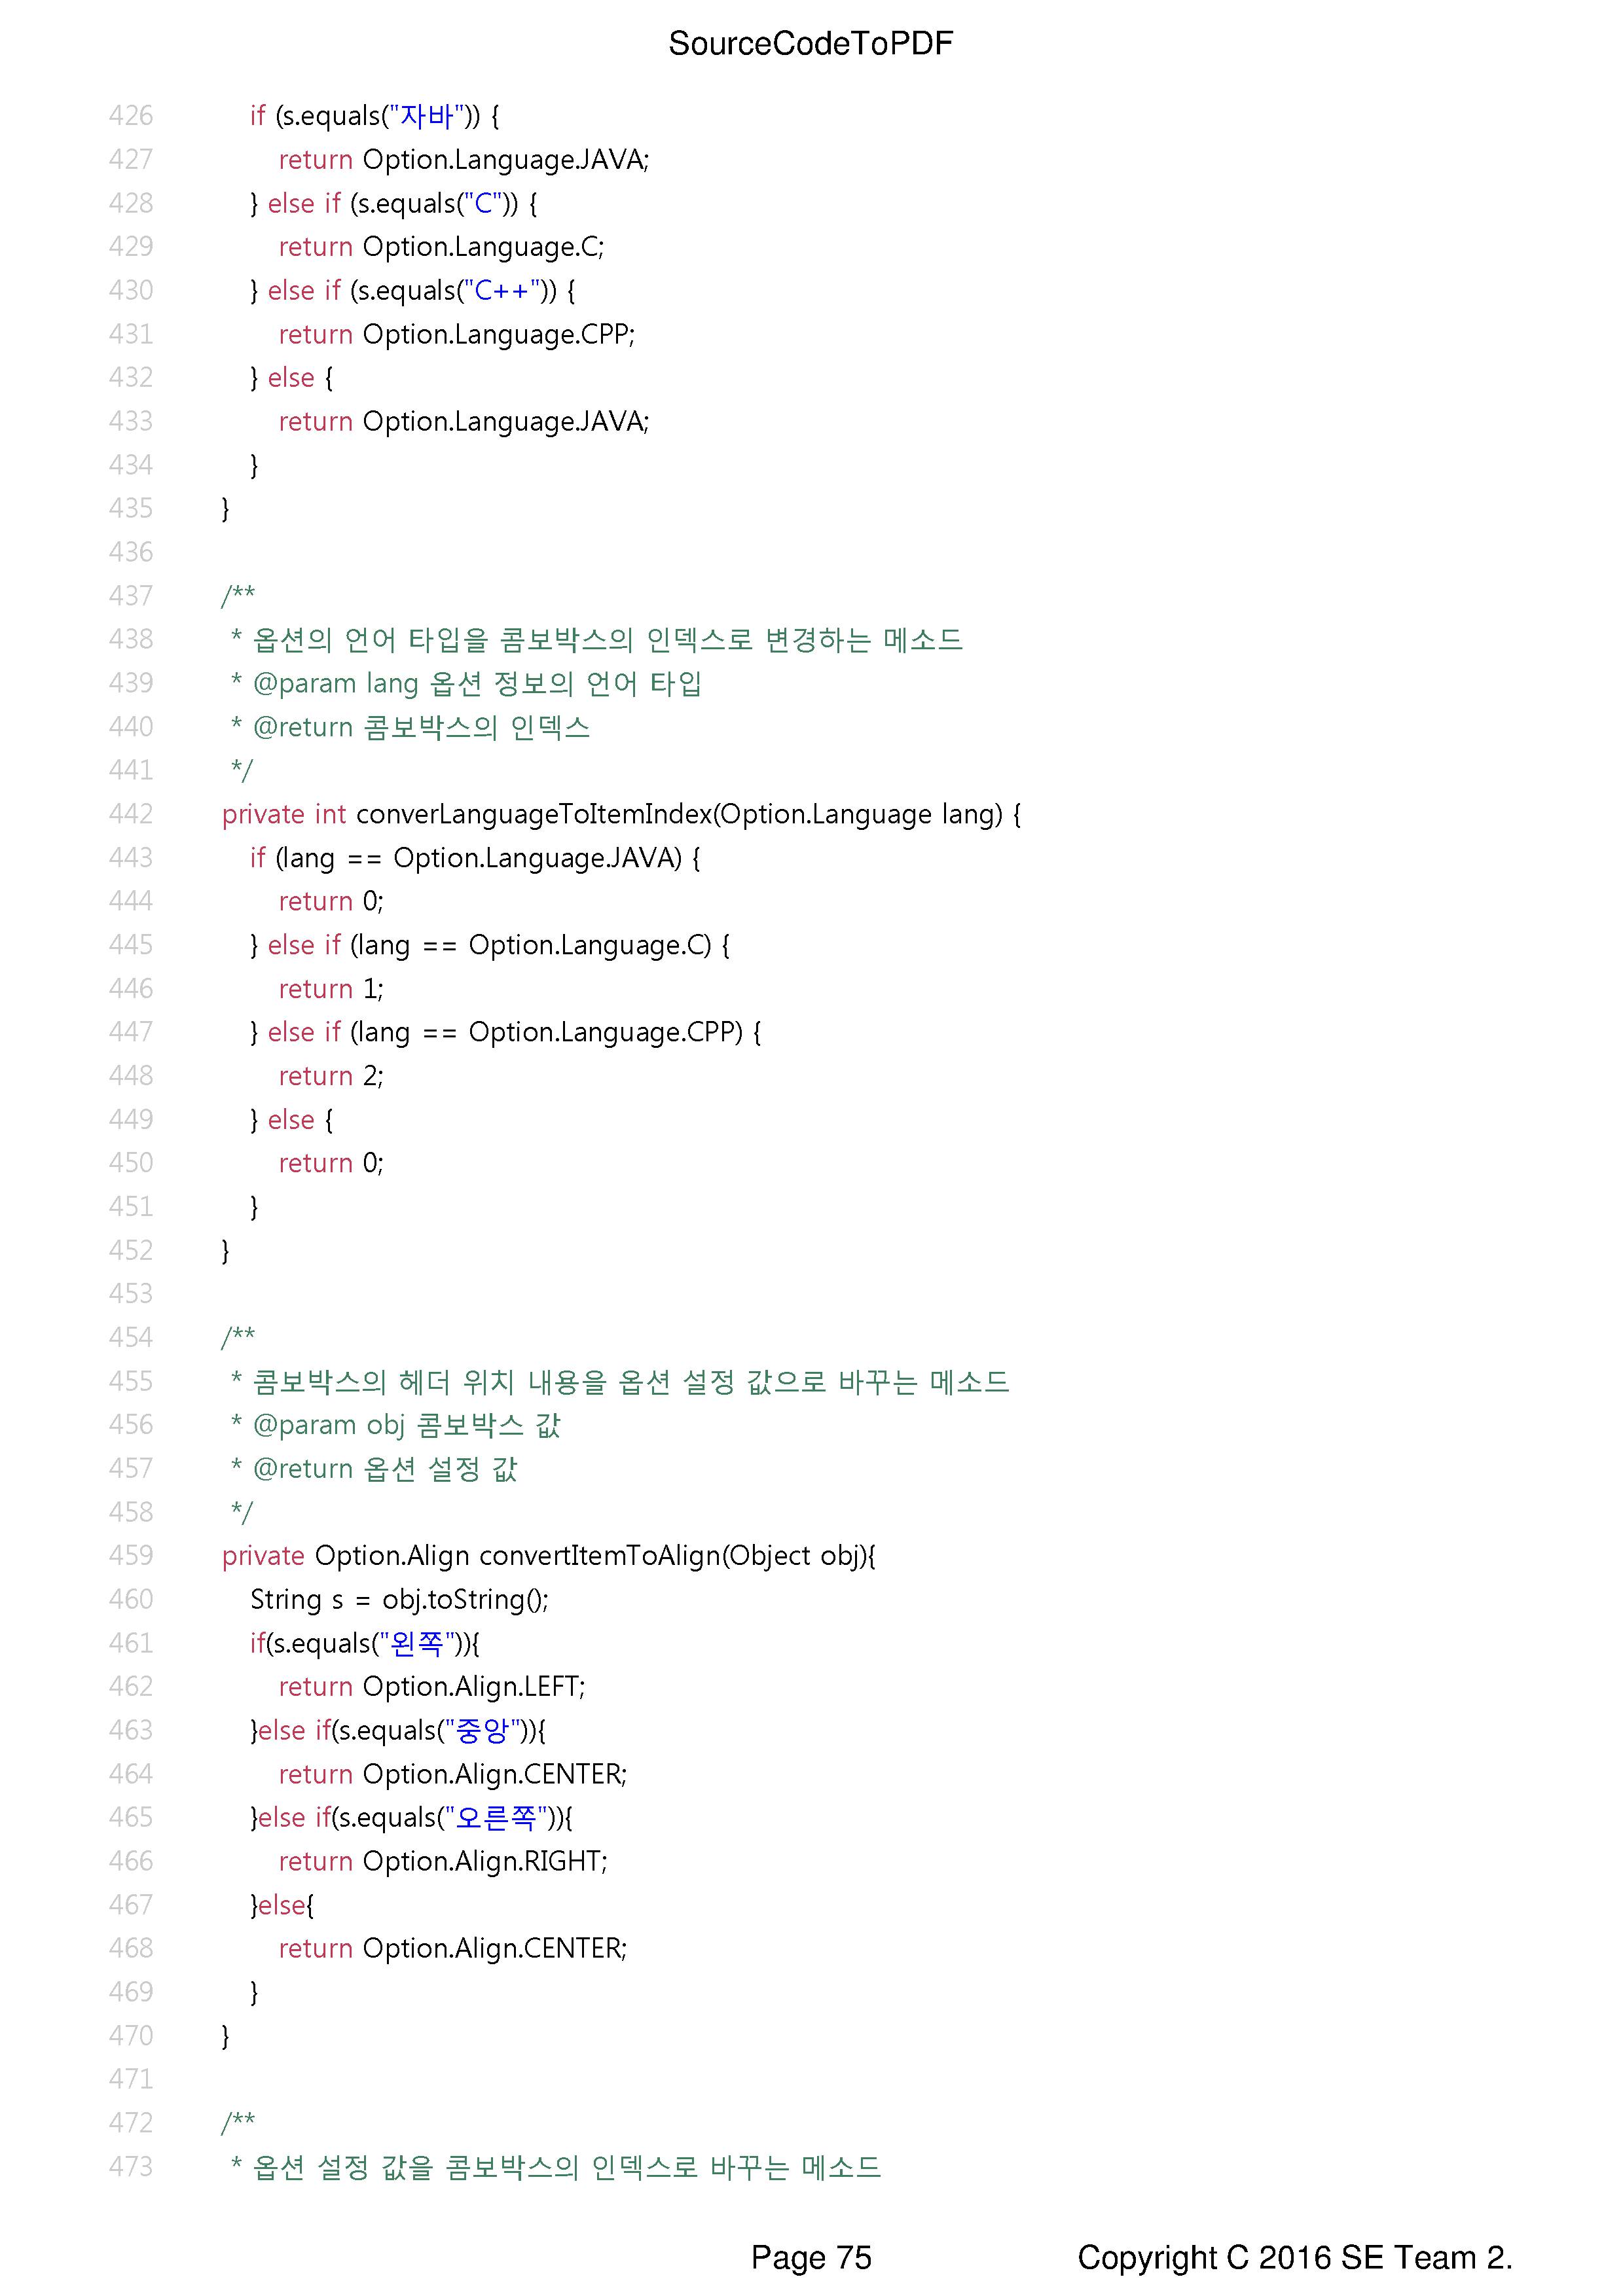 SourceCodeToPDF
426 if (s.equals("자바")) {
427 return Option.Language.JAVA;
428 } else if (s.equals("C")) {
429 return Option.Language.C;
430 } else if (s.equals("C++")) {
431 return Option.Language.CPP;
432 } else {
433 return Option.Language.JAVA;
434 }
435 }
436
437 /**
438 * 옵션의 언어 타입을 콤보박스의 인덱스로 변경하는 메소드
439 * @param lang 옵션 정보의 언어 타입
440 * @return 콤보박스의 인덱스
441 */
442 private int converLanguageToItemIndex(Option.Language lang) {
443 if (lang == Option.Language.JAVA) {
444 return 0;
445 } else if (lang == Option.Language.C) {
446 return 1;
447 } else if (lang == Option.Language.CPP) {
448 return 2;
449 } else {
450 return 0;
451 }
452 }
453
454 /**
455 * 콤보박스의 헤더 위치 내용을 옵션 설정 값으로 바꾸는 메소드
456 * @param obj 콤보박스 값
457 * @return 옵션 설정 값
458 */
459 private Option.Align convertItemToAlign(Object obj){
460 String s = obj.toString();
461 if(s.equals("왼쪽")){
462 return Option.Align.LEFT;
463 }else if(s.equals("중앙")){
464 return Option.Align.CENTER;
465 }else if(s.equals("오른쪽")){
466 return Option.Align.RIGHT;
467 }else{
468 return Option.Align.CENTER;
469 }
470 }
471
472 /**
473 * 옵션 설정 값을 콤보박스의 인덱스로 바꾸는 메소드
Page 75 Copyright C 2016 SE Team 2.